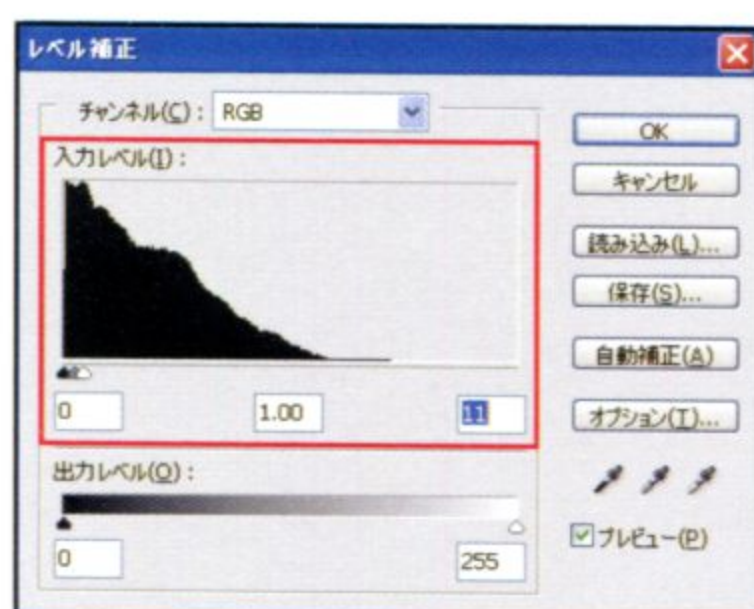 レベル補正
チャンネル(C): RGB
入力レベル(I):
0 1.00 11
出力レベル(O):
0 255
OK
キャンセル
読み込み(L)...
保存(S)...
自動補正(A)
オプション(T)...
プレビュー(P)